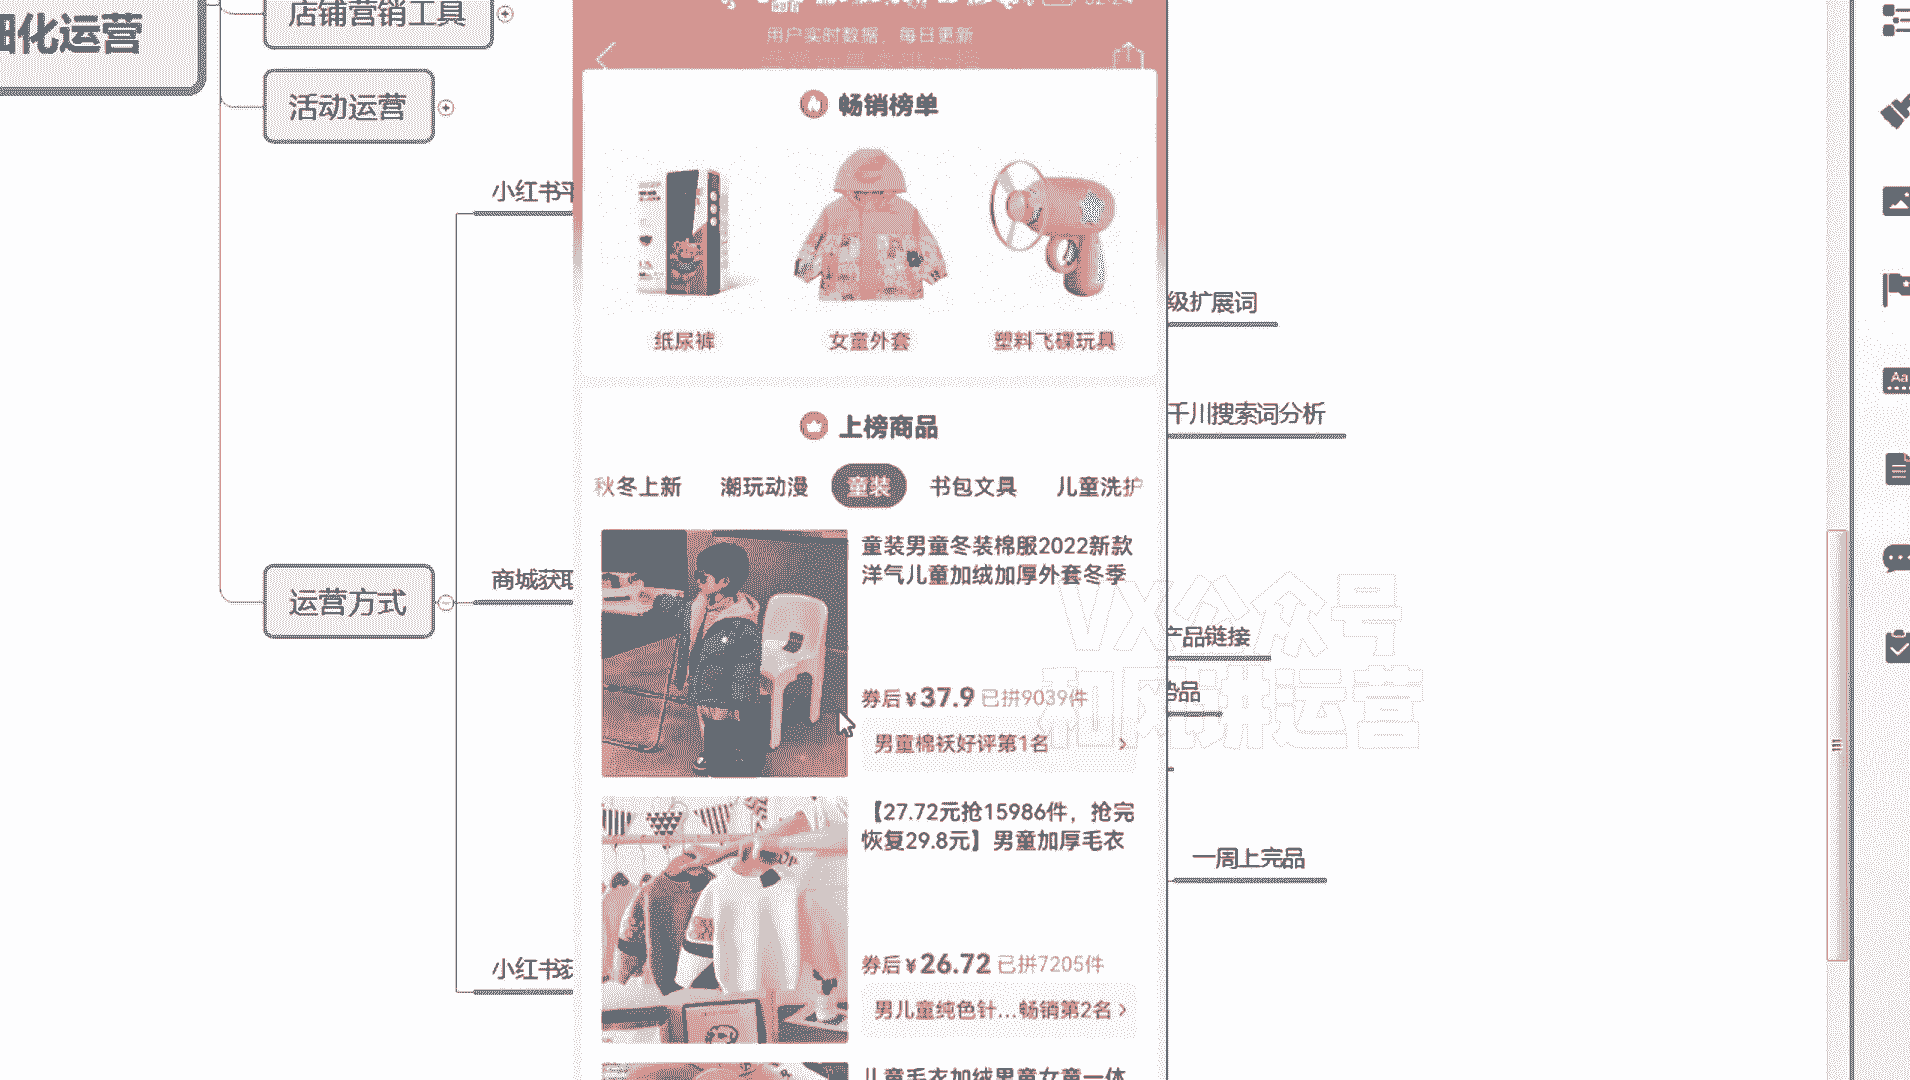 细化运营
店铺营销工具
活动运营
运营方式
小红书平
商城获取
小红书获
用户实时数据，每日更新
畅销榜单
纸尿裤
女童外套
塑料飞碟玩具
上榜商品
秋冬上新
潮玩动漫
童装
书包文具
儿童洗护
童装男童冬装棉服2022新款
洋气儿童加绒加厚外套冬季
券后¥37.9 已拼9039件
男童棉袄好评第1名
【27.72元抢15986件，抢完
恢复29.8元】男童加厚毛衣
券后¥26.72 已拼7205件
男儿童纯色针...畅销第2名
儿童毛衣加绒男童女童一体
级扩展词
千川搜索词分析
产品链接
品
一周上完品
VX公众号
和风拼运营
Aa